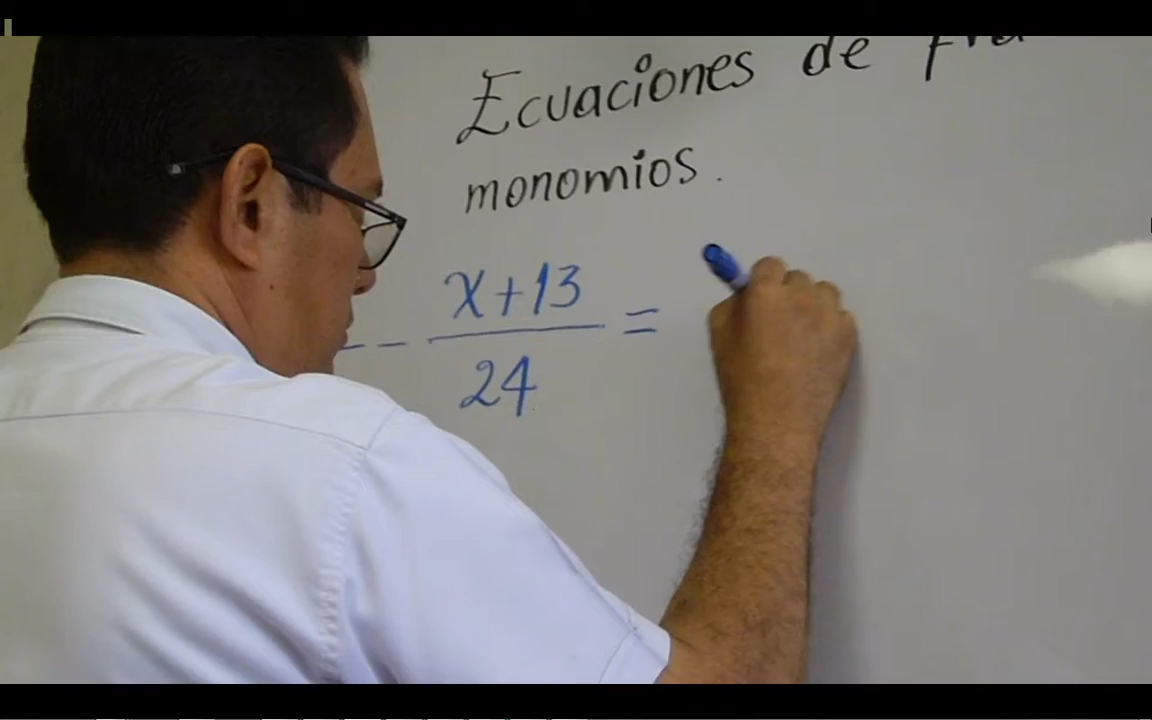 Ecuaciones de
monomios.
- x+13 =
24